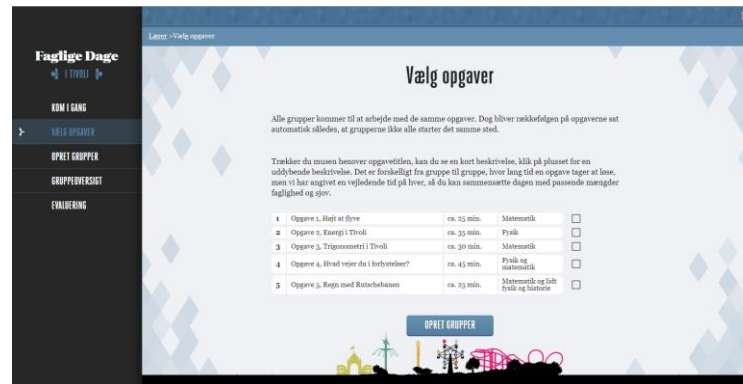 Faglige Dage
I TIVOLI
KOM I GANG
VÆLG OPGAVER
OPRET GRUPPER
GRUPPEOVERSIGT
EVALUERING
Lærer >Vælg opgaver
Vælg opgaver
Alle grupper kommer til at arbejde med de samme opgaver. Dog bliver rækkefølgen på opgaverne sat
automatisk således, at grupperne ikke alle starter det samme sted.
Trækker du musen henover opgavetitlen, kan du se en kort beskrivelse, klik på plusset for en
uddybende beskrivelse. Det er forskelligt fra gruppe til gruppe, hvor lang tid en opgave tager at løse,
men vi har angivet en vejledende tid på hver, så du kan sammensætte dagen med passende mængder
faglighed og sjov.
1 Opgave 1, Højt at flyve ca. 25 min. Matematik
2 Opgave 2, Energi i Tivoli ca. 35 min. Fysik
3 Opgave 3, Trigonometri i Tivoli ca. 30 min. Matematik
4 Opgave 4, Hvad vejer du i forlystelser? ca. 45 min. Fysik og
matematik
5 Opgave 5, Regn med Rutschebanen ca. 25 min. Matematik og lidt
fysik og historie
OPRET GRUPPER